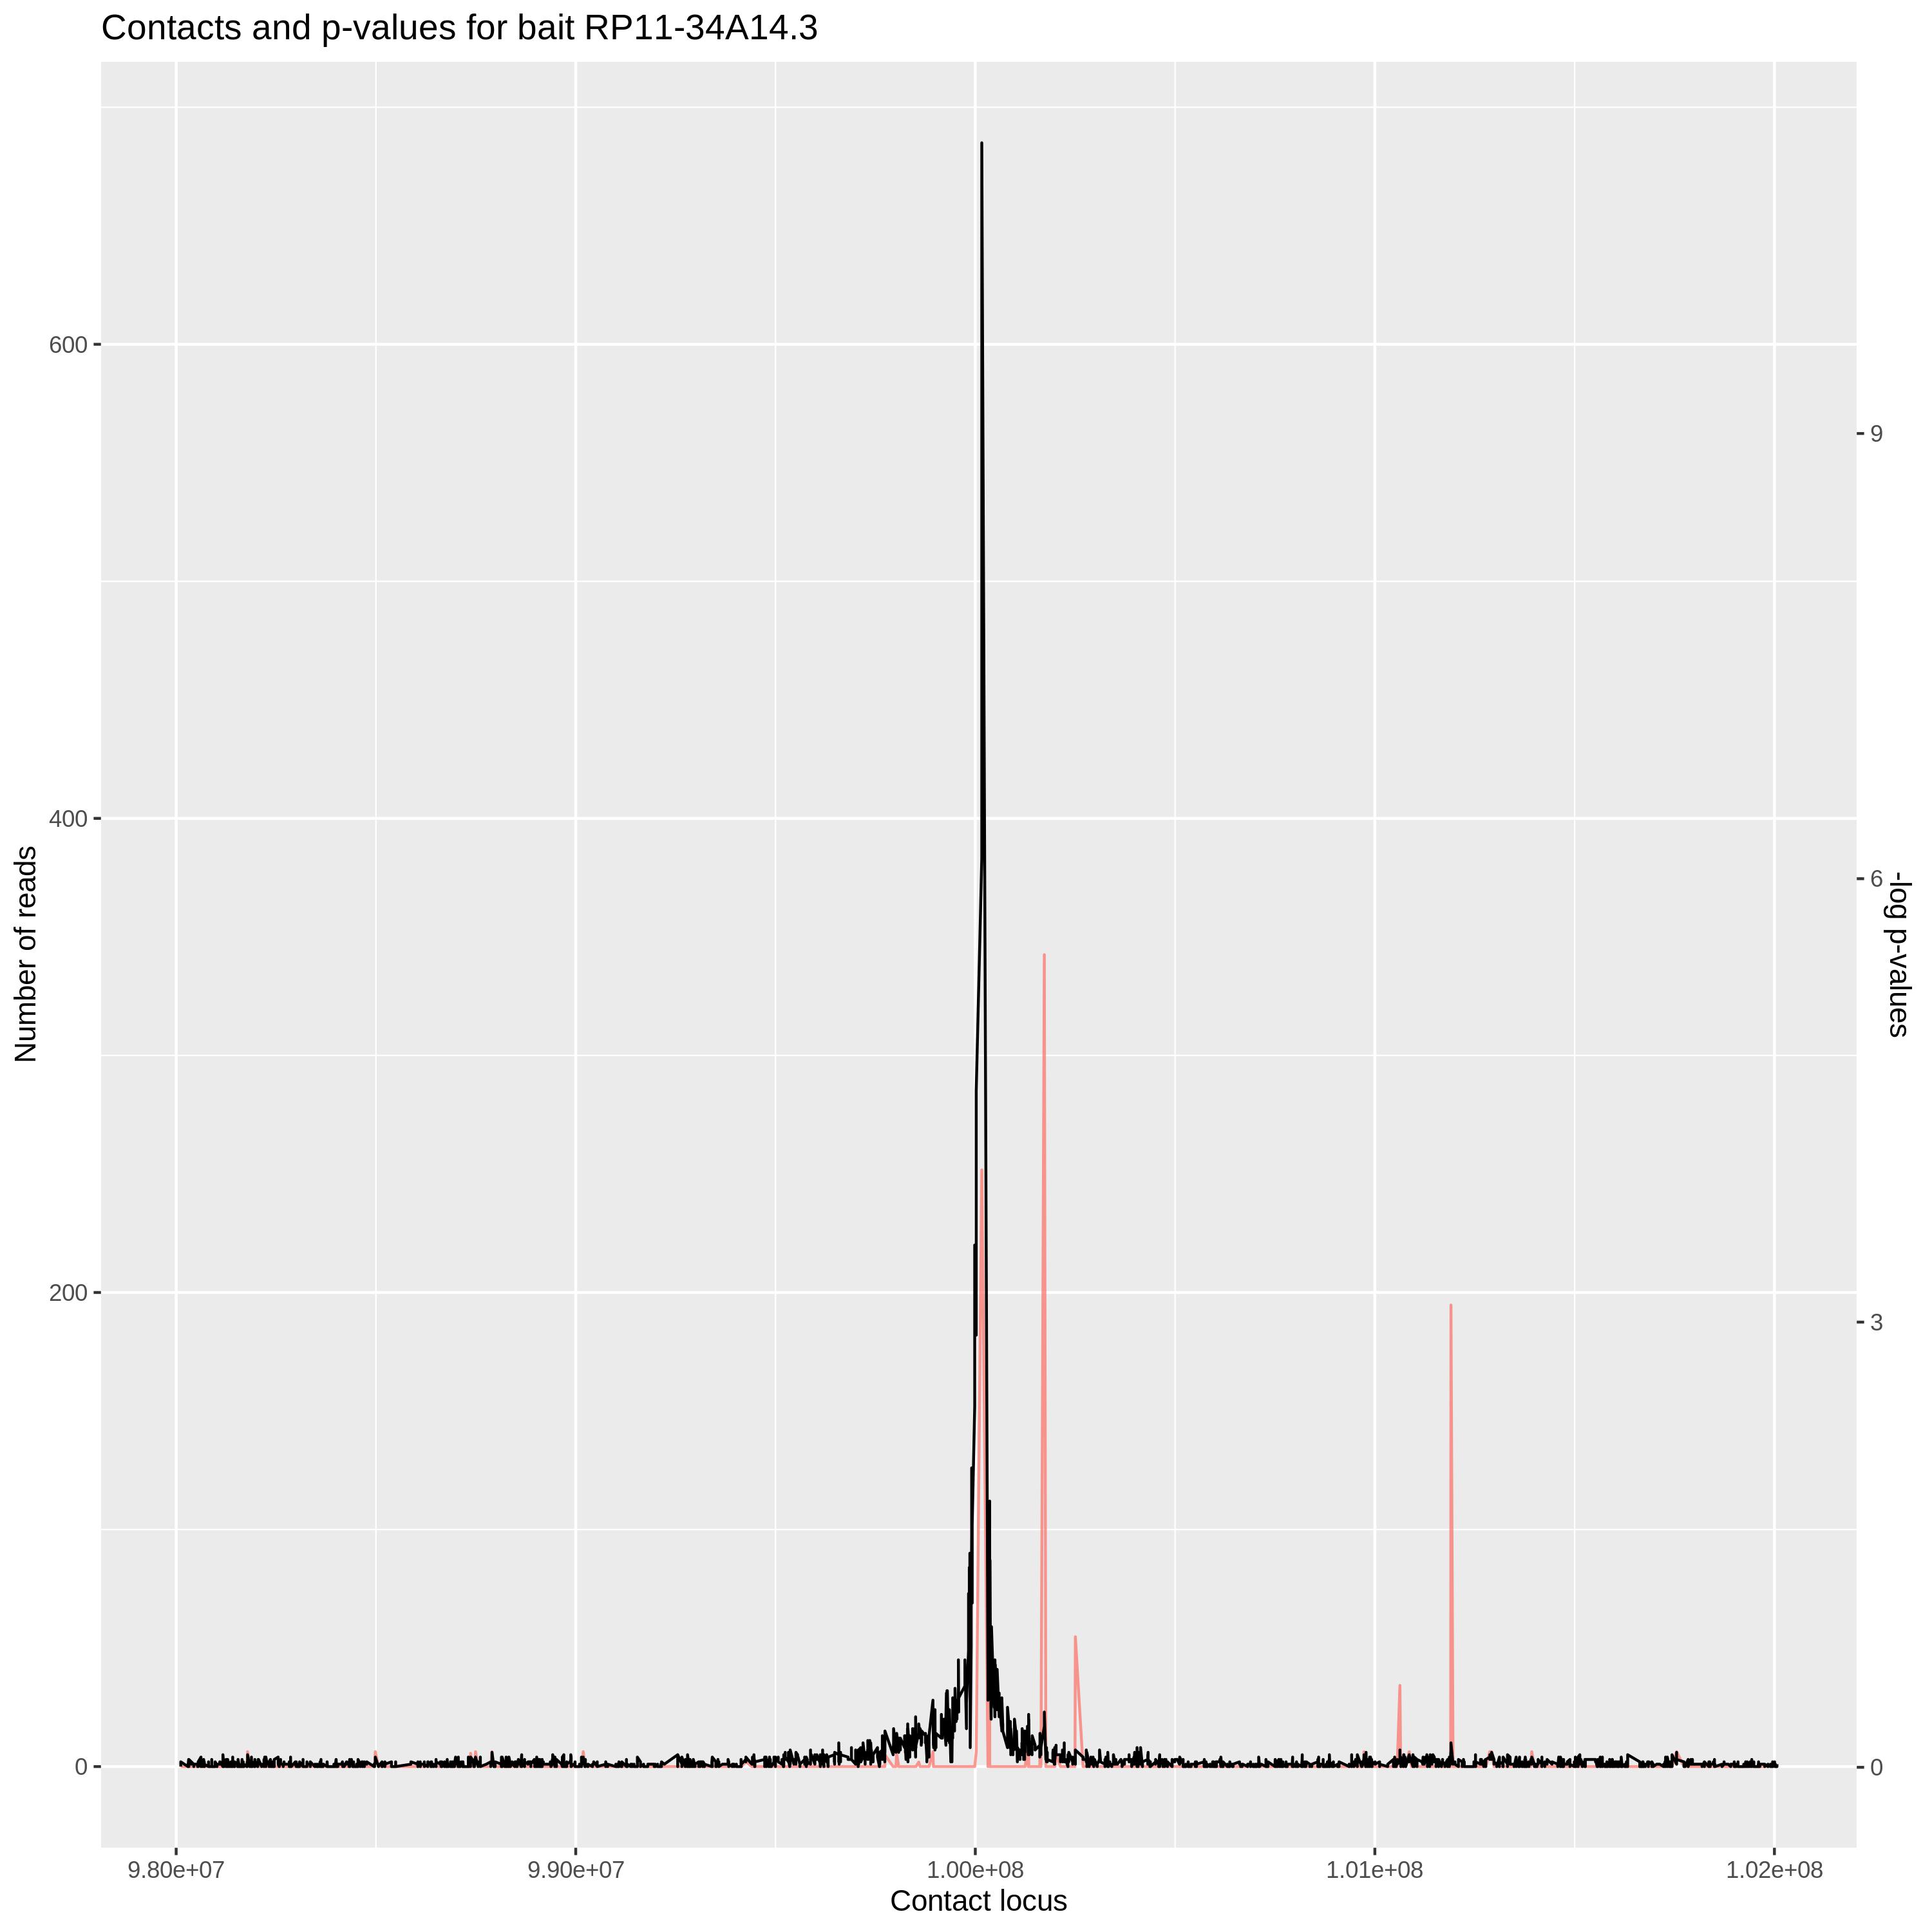 Contacts and p-values for bait RP11-34A14.3
600
400
200
0
Number of reads
9
6
3
0
-log p-values
9.80e+07
9.90e+07
1.00e+08
1.01e+08
1.02e+08
Contact locus